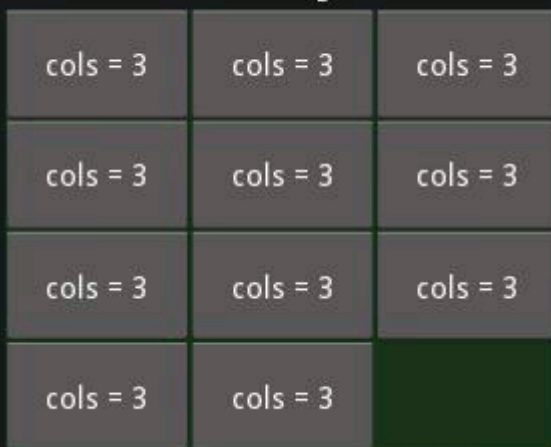 cols = 3 cols = 3 cols = 3
cols = 3 cols = 3 cols = 3
cols = 3 cols = 3 cols = 3
cols = 3 cols = 3